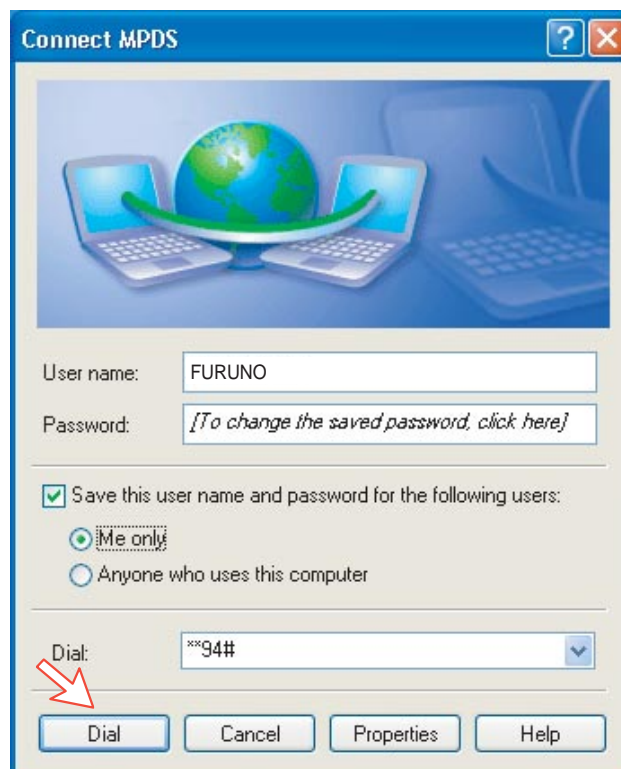 Connect MPDS
User name: FURUNO
Password: [To change the saved password, click here]
Save this user name and password for the following users:
Me only
Anyone who uses this computer
Dial: **94#
Dial Cancel Properties Help